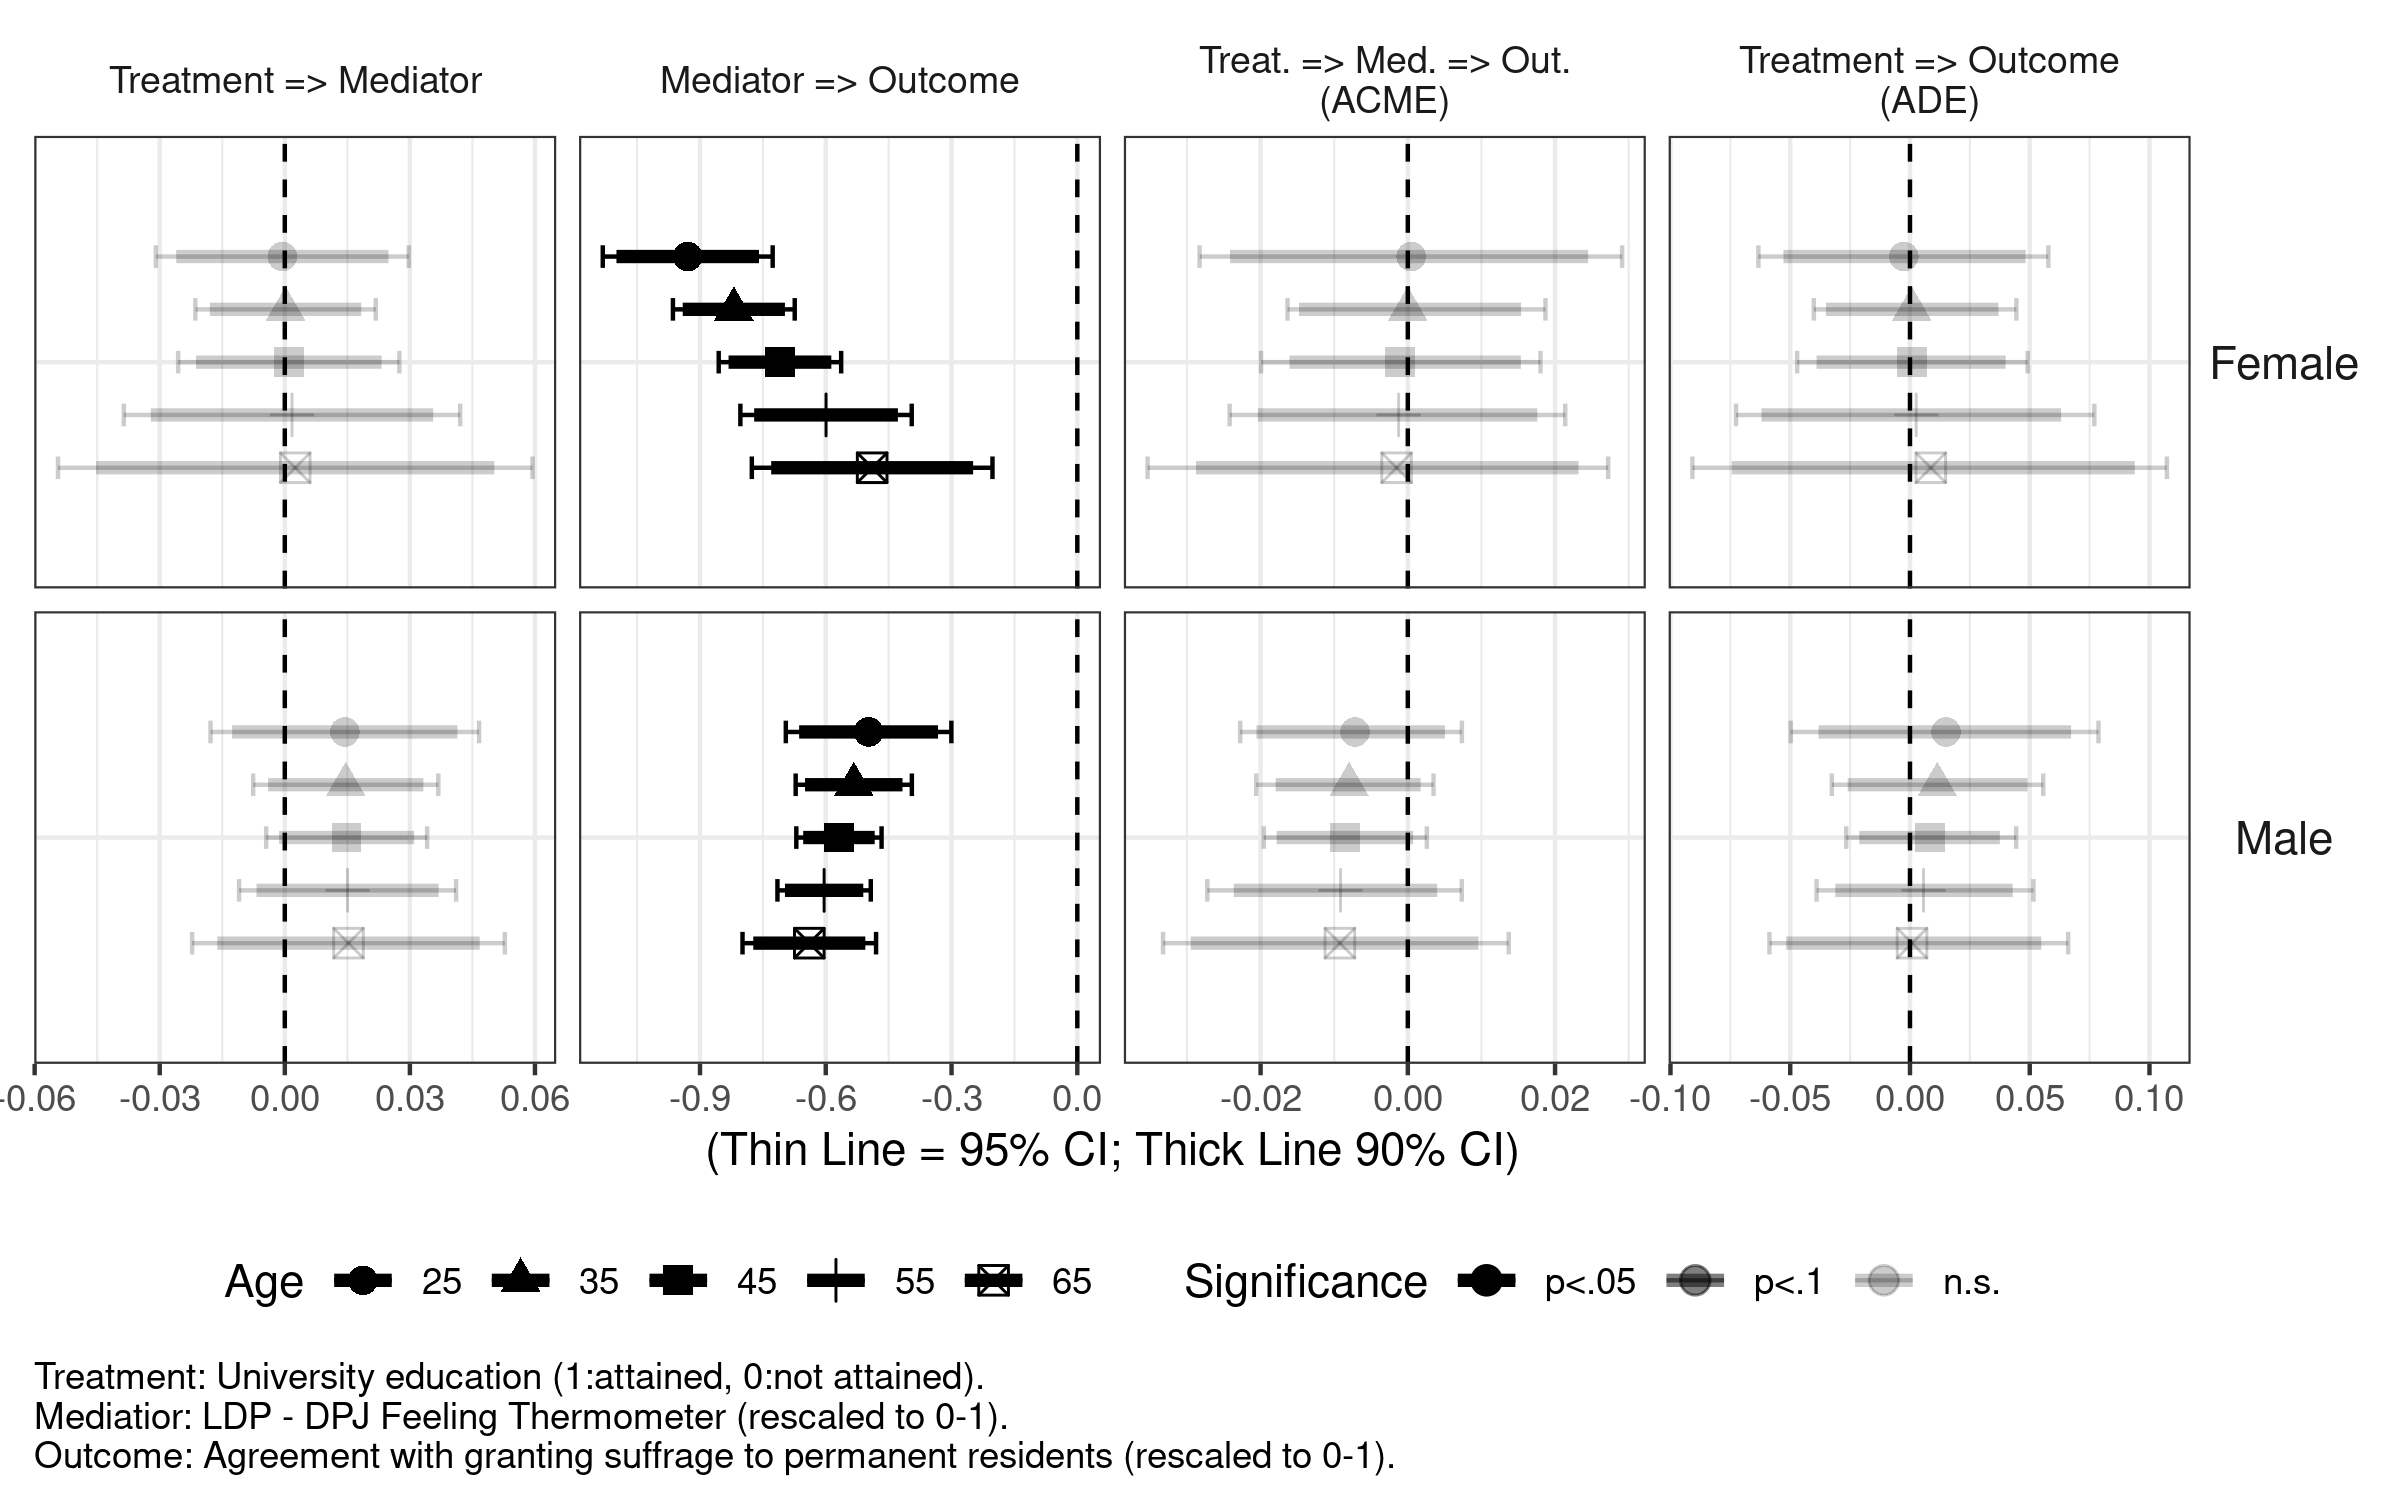 Treatment => Mediator
Mediator => Outcome
Treat. => Med. => Out.
(ACME)
Treatment => Outcome
(ADE)
Female
Male
-0.06 -0.03 0.00 0.03 0.06 -0.9 -0.6 -0.3 0.0 -0.02 0.00 0.02 -0.10 -0.05 0.00 0.05 0.10
(Thin Line = 95% CI; Thick Line 90% CI)
Age 25 35 45 55 65 Significance p<.05 p<.1 n.s.
Treatment: University education (1:attained, 0:not attained).
Mediatior: LDP - DPJ Feeling Thermometer (rescaled to 0-1).
Outcome: Agreement with granting suffrage to permanent residents (rescaled to 0-1).